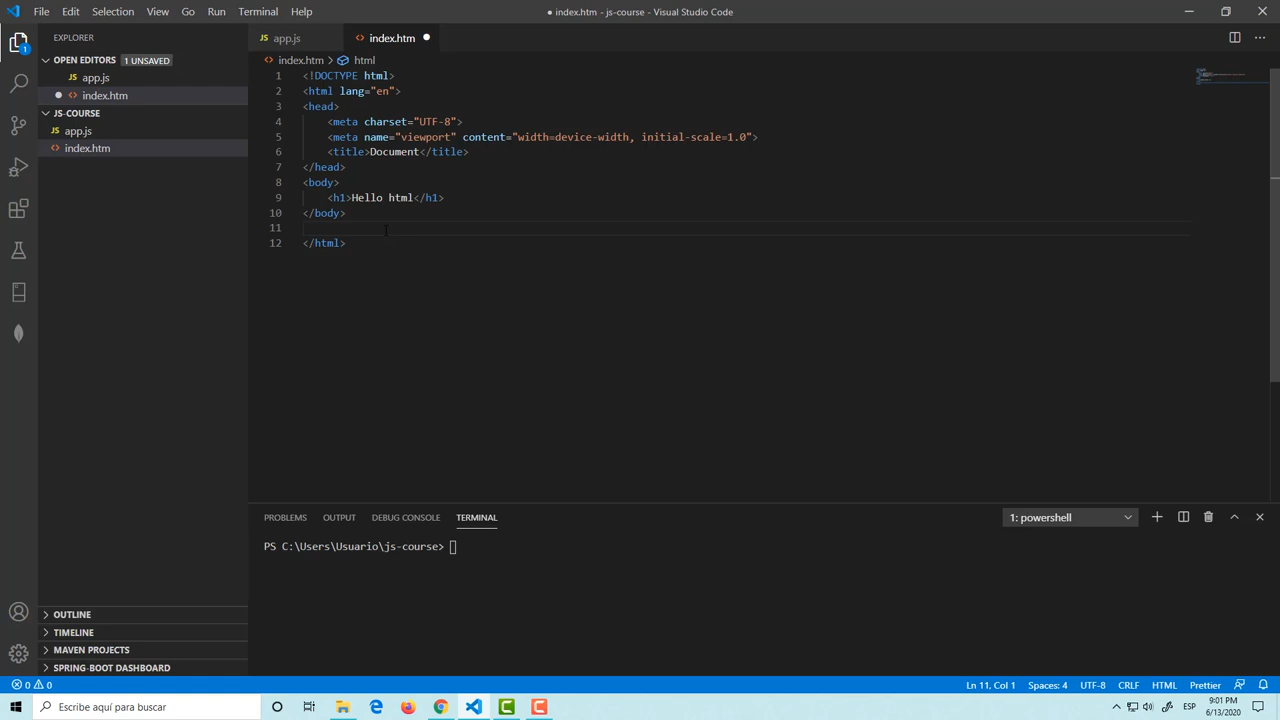 File Edit Selection View Go Run Terminal Help
● index.htm - js-course - Visual Studio Code
EXPLORER
OPEN EDITORS 1 UNSAVED
JS app.js
● <> index.htm
JS-COURSE
JS app.js
<> index.htm
OUTLINE
TIMELINE
MAVEN PROJECTS
SPRING-BOOT DASHBOARD
1
JS app.js <> index.htm ●
<> index.htm > html
1 <!DOCTYPE html>
2 <html lang="en">
3 <head>
4 <meta charset="UTF-8">
5 <meta name="viewport" content="width=device-width, initial-scale=1.0">
6 <title>Document</title>
7 </head>
8 <body>
9 <h1>Hello html</h1>
10 </body>
11
12 </html>
PROBLEMS OUTPUT DEBUG CONSOLE TERMINAL
1: powershell
PS C:\Users\Usuario\js-course>
0 0
Ln 11, Col 1 Spaces: 4 UTF-8 CRLF HTML Prettier
Escribe aquí para buscar
ESP
9:01 PM
6/13/2020